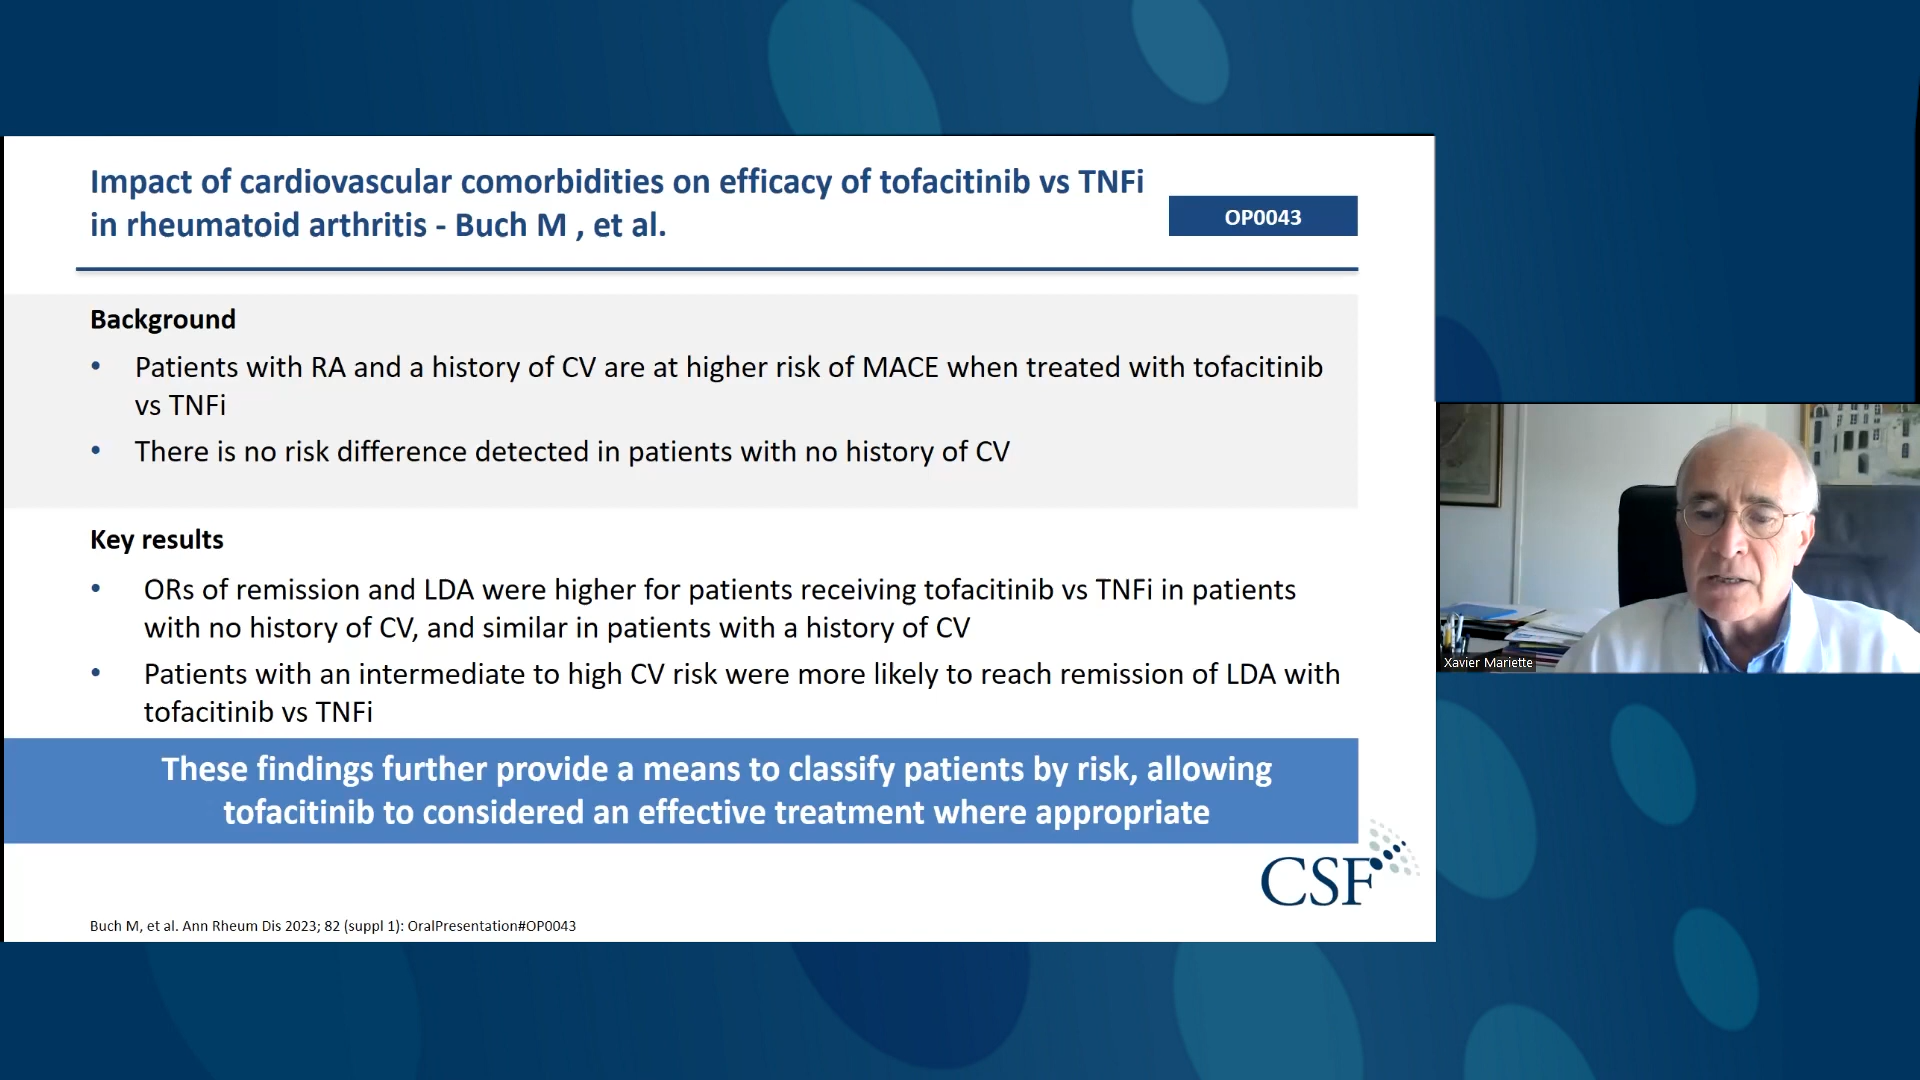 Impact of cardiovascular comorbidities on efficacy of tofacitinib vs TNFi
in rheumatoid arthritis - Buch M , et al.
OP0043
Background
• Patients with RA and a history of CV are at higher risk of MACE when treated with tofacitinib
vs TNFi
• There is no risk difference detected in patients with no history of CV
Key results
• ORs of remission and LDA were higher for patients receiving tofacitinib vs TNFi in patients
with no history of CV, and similar in patients with a history of CV
• Patients with an intermediate to high CV risk were more likely to reach remission of LDA with
tofacitinib vs TNFi
These findings further provide a means to classify patients by risk, allowing
tofacitinib to considered an effective treatment where appropriate
CSF
Buch M, et al. Ann Rheum Dis 2023; 82 (suppl 1): OralPresentation#OP0043
Xavier Mariette